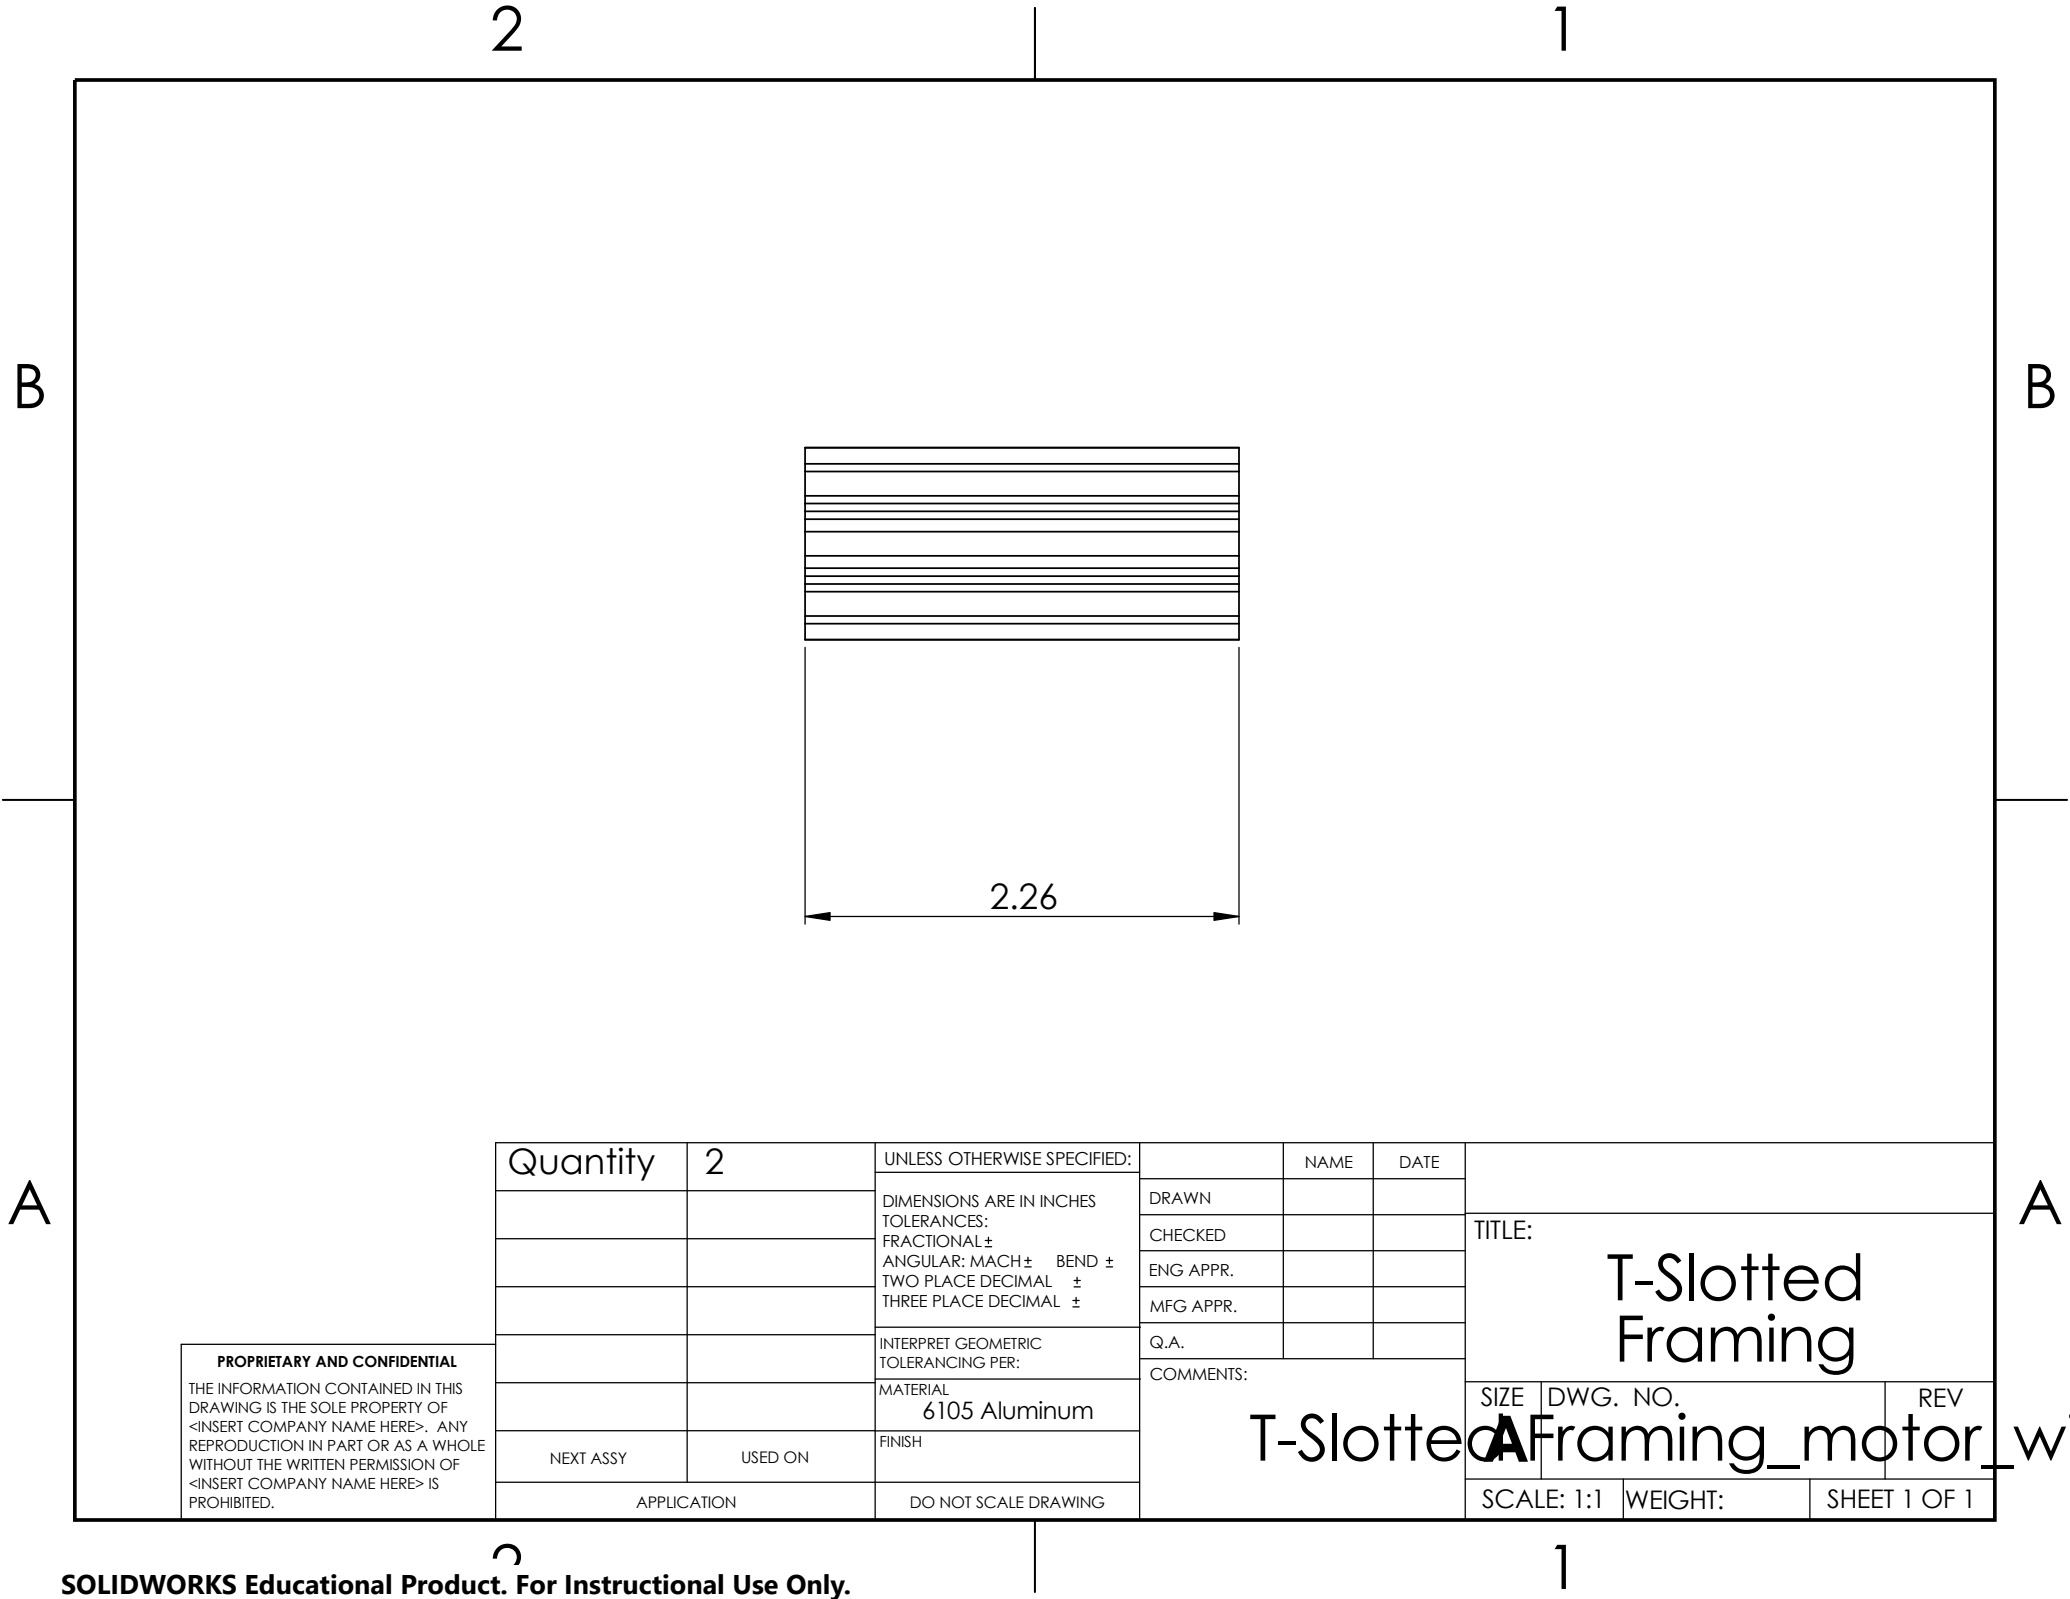 2
1
B
B
2.26
A
A
Quantity 2
UNLESS OTHERWISE SPECIFIED:
DIMENSIONS ARE IN INCHES
TOLERANCES:
FRACTIONAL ±
ANGULAR: MACH ± BEND ±
TWO PLACE DECIMAL ±
THREE PLACE DECIMAL ±
INTERPRET GEOMETRIC
TOLERANCING PER:
MATERIAL
6105 Aluminum
FINISH
DO NOT SCALE DRAWING
NEXT ASSY
USED ON
APPLICATION
NAME
DATE
DRAWN
CHECKED
ENG APPR.
MFG APPR.
Q.A.
COMMENTS:
TITLE:
T-Slotted
Framing
SIZE
A
DWG. NO.
REV
T-Slotted Framing_motor_wi
SCALE: 1:1
WEIGHT:
SHEET 1 OF 1
PROPRIETARY AND CONFIDENTIAL
THE INFORMATION CONTAINED IN THIS
DRAWING IS THE SOLE PROPERTY OF
<INSERT COMPANY NAME HERE>. ANY
REPRODUCTION IN PART OR AS A WHOLE
WITHOUT THE WRITTEN PERMISSION OF
<INSERT COMPANY NAME HERE> IS
PROHIBITED.
2
1
SOLIDWORKS Educational Product. For Instructional Use Only.